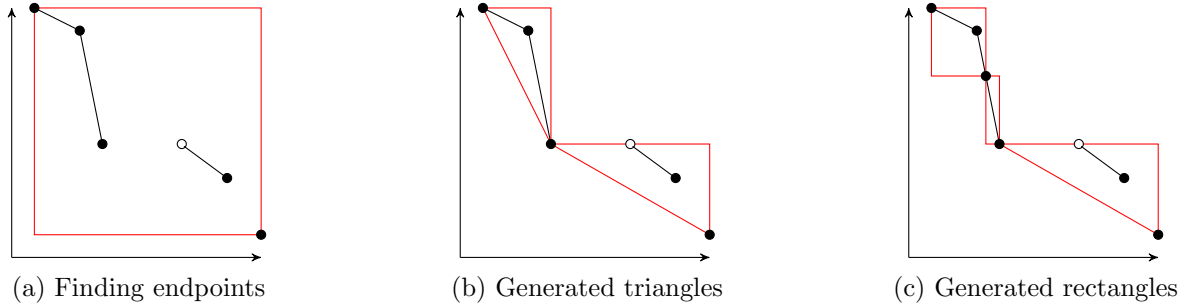 (a) Finding endpoints
(b) Generated triangles
(c) Generated rectangles